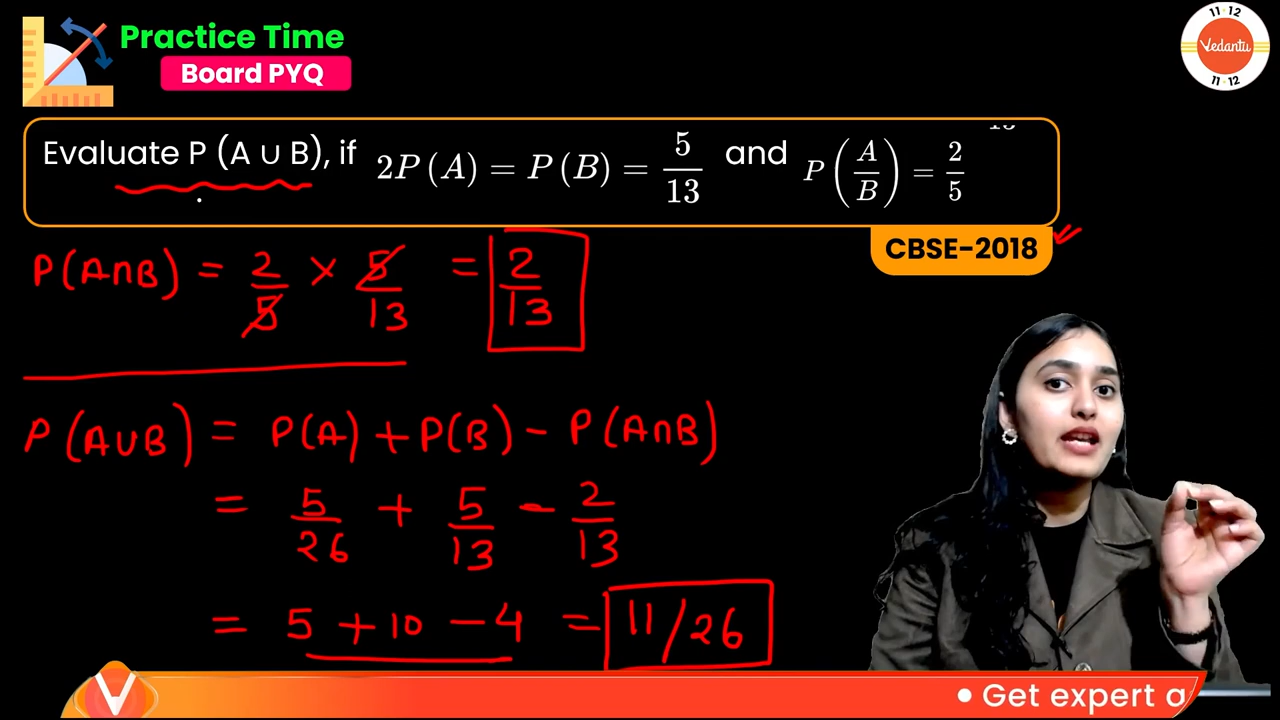 Practice Time
Board PYQ
11 12
Vedantu
11 12
Evaluate P (A ∪ B), if 2P (A) = P (B) = 5/13 and P(A/B) = 2/5
CBSE-2018
P(A∩B) = 2/5 × 5/13 = 2/13
P(A∪B) = P(A) + P(B) - P(A∩B)
= 5/26 + 5/13 - 2/13
= 5 + 10 - 4 = 11/26
V
• Get expert a